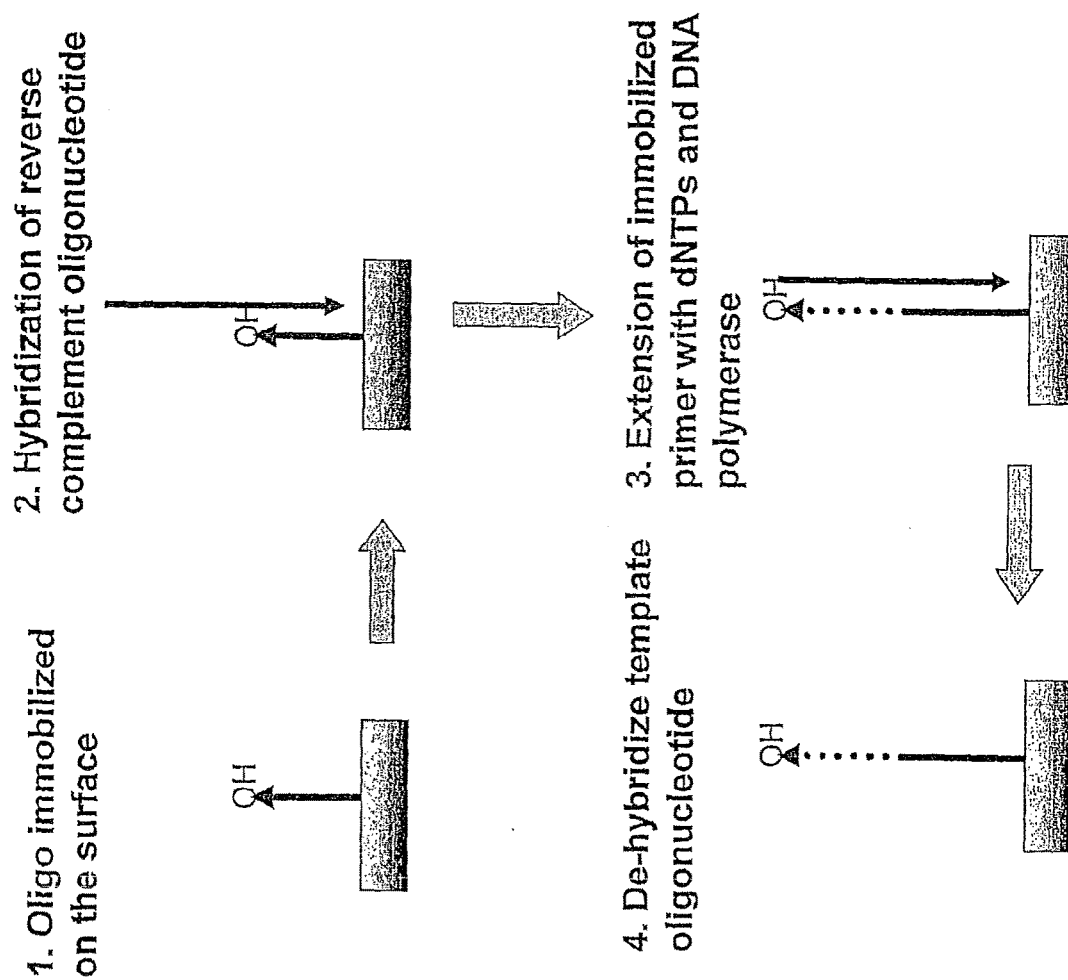 1. Oligo immobilized
on the surface
OH
2. Hybridization of reverse
complement oligonucleotide
OH
3. Extension of immobilized
primer with dNTPs and DNA
polymerase
OH
4. De-hybridize template
oligonucleotide
OH